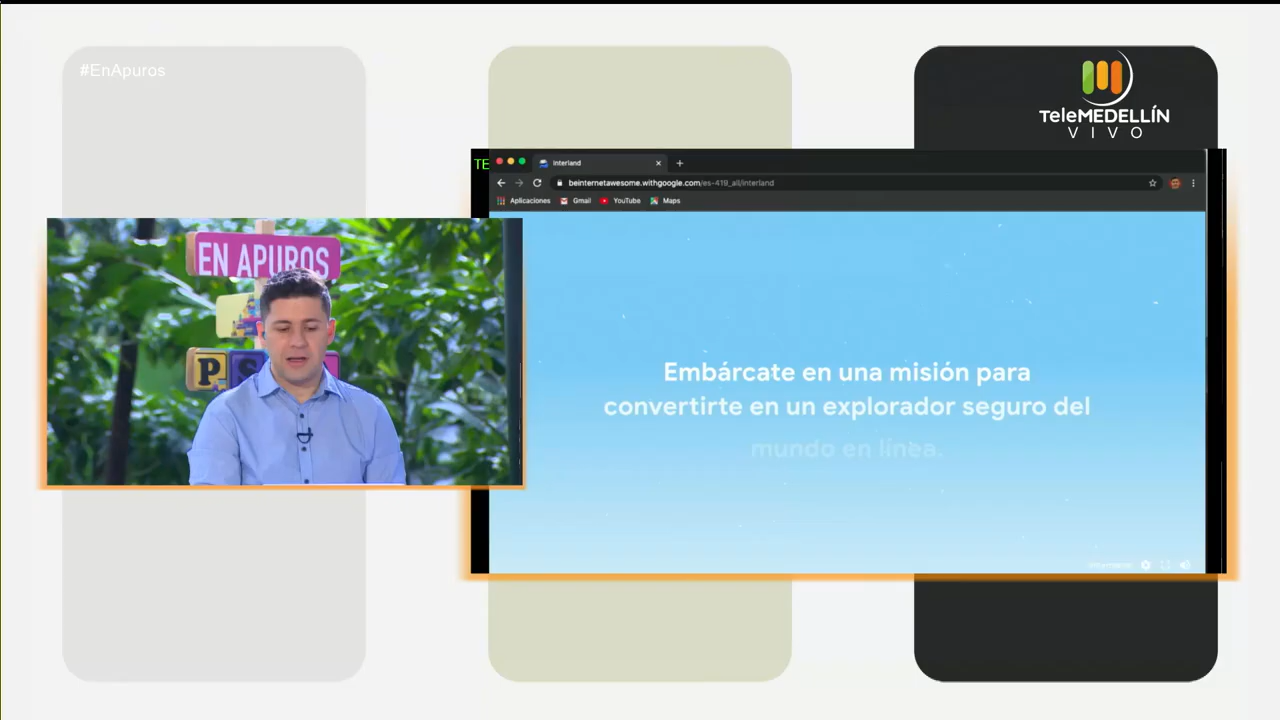 #EnApuros
TeleMEDELLÍN
VIVO
TE
Interland
beinternetawesome.withgoogle.com/es-419_all/interland
Aplicaciones
Gmail
YouTube
Maps
EN APUROS
P
Embárcate en una misión para
convertirte en un explorador seguro del
mundo en línea.